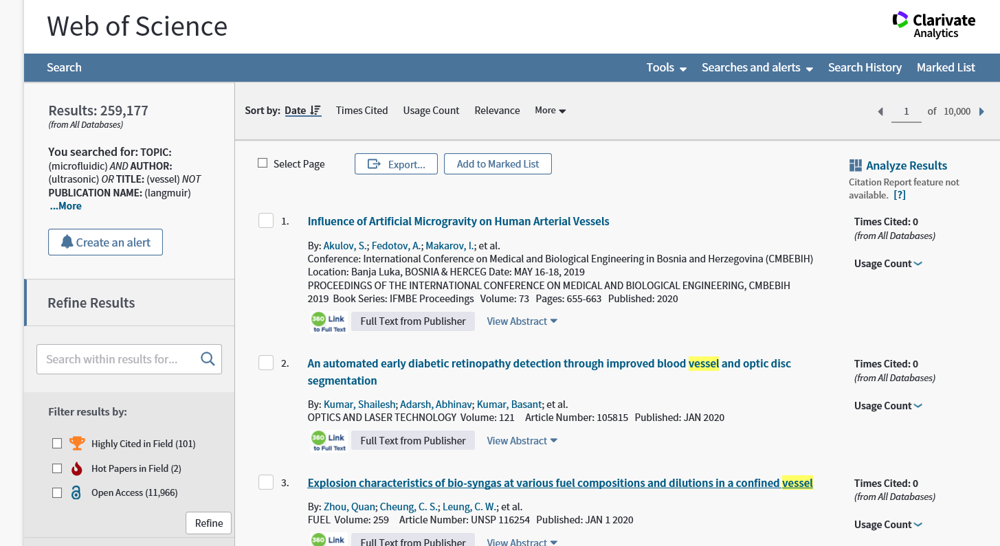 Web of Science
Clarivate
Analytics
Search
Tools
Searches and alerts
Search History
Marked List
Results: 259,177
(from All Databases)
You searched for: TOPIC:
(microfluidic) AND AUTHOR:
(ultrasonic) OR TITLE: (vessel) NOT
PUBLICATION NAME: (langmuir)
...More
Create an alert
Refine Results
Search within results for...
Filter results by:
Highly Cited in Field (101)
Hot Papers in Field (2)
Open Access (11,966)
Refine
Sort by: Date Times Cited Usage Count Relevance More
1 of 10,000
Select Page
Export...
Add to Marked List
Analyze Results
Citation Report feature not
available. [?]
1. Influence of Artificial Microgravity on Human Arterial Vessels
By: Akulov, S.; Fedotov, A.; Makarov, I.; et al.
Conference: International Conference on Medical and Biological Engineering in Bosnia and Herzegovina (CMBEBIH)
Location: Banja Luka, BOSNIA & HERCEG Date: MAY 16-18, 2019
PROCEEDINGS OF THE INTERNATIONAL CONFERENCE ON MEDICAL AND BIOLOGICAL ENGINEERING, CMBEBIH
2019 Book Series: IFMBE Proceedings Volume: 73 Pages: 655-663 Published: 2020
360 Link
to Full Text
Full Text from Publisher
View Abstract
Times Cited: 0
(from All Databases)
Usage Count
2. An automated early diabetic retinopathy detection through improved blood vessel and optic disc
segmentation
By: Kumar, Shailesh; Adarsh, Abhinav; Kumar, Basant; et al.
OPTICS AND LASER TECHNOLOGY Volume: 121 Article Number: 105815 Published: JAN 2020
360 Link
to Full Text
Full Text from Publisher
View Abstract
Times Cited: 0
(from All Databases)
Usage Count
3. Explosion characteristics of bio-syngas at various fuel compositions and dilutions in a confined vessel
By: Zhou, Quan; Cheung, C. S.; Leung, C. W.; et al.
FUEL Volume: 259 Article Number: UNSP 116254 Published: JAN 1 2020
360 Link
Full Text from Publisher
View Abstract
Times Cited: 0
(from All Databases)
Usage Count